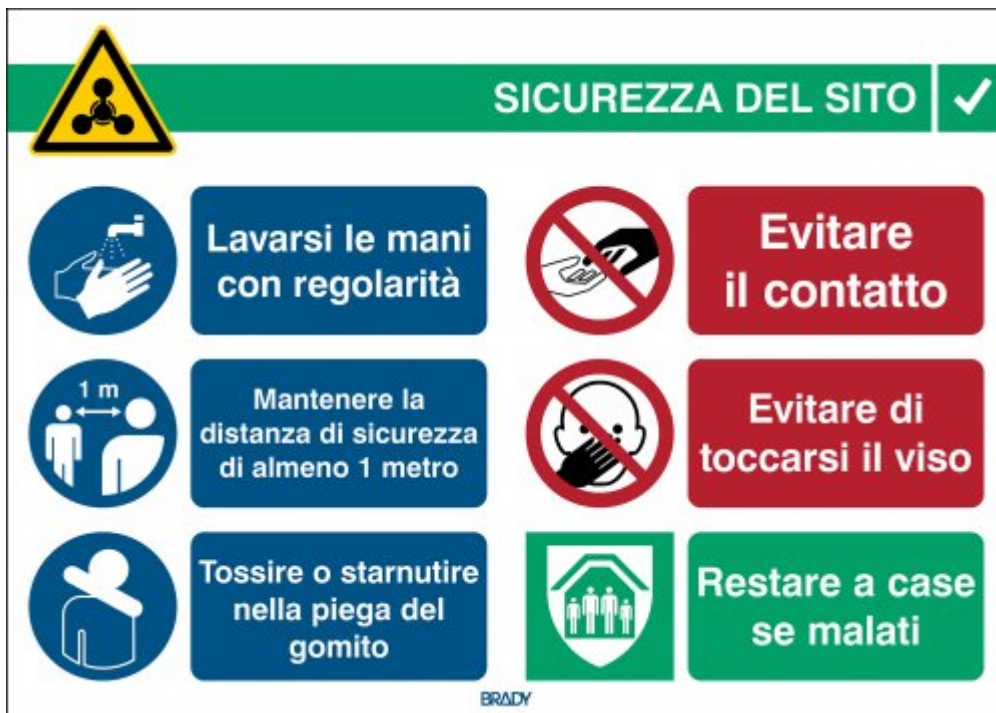 SICUREZZA DEL SITO
Lavarsi le mani
con regolarità
Evitare
il contatto
1 m
Mantenere la
distanza di sicurezza
di almeno 1 metro
Evitare di
toccarsi il viso
Tossire o starnutire
nella piega del
gomito
Restare a case
se malati
BRADY